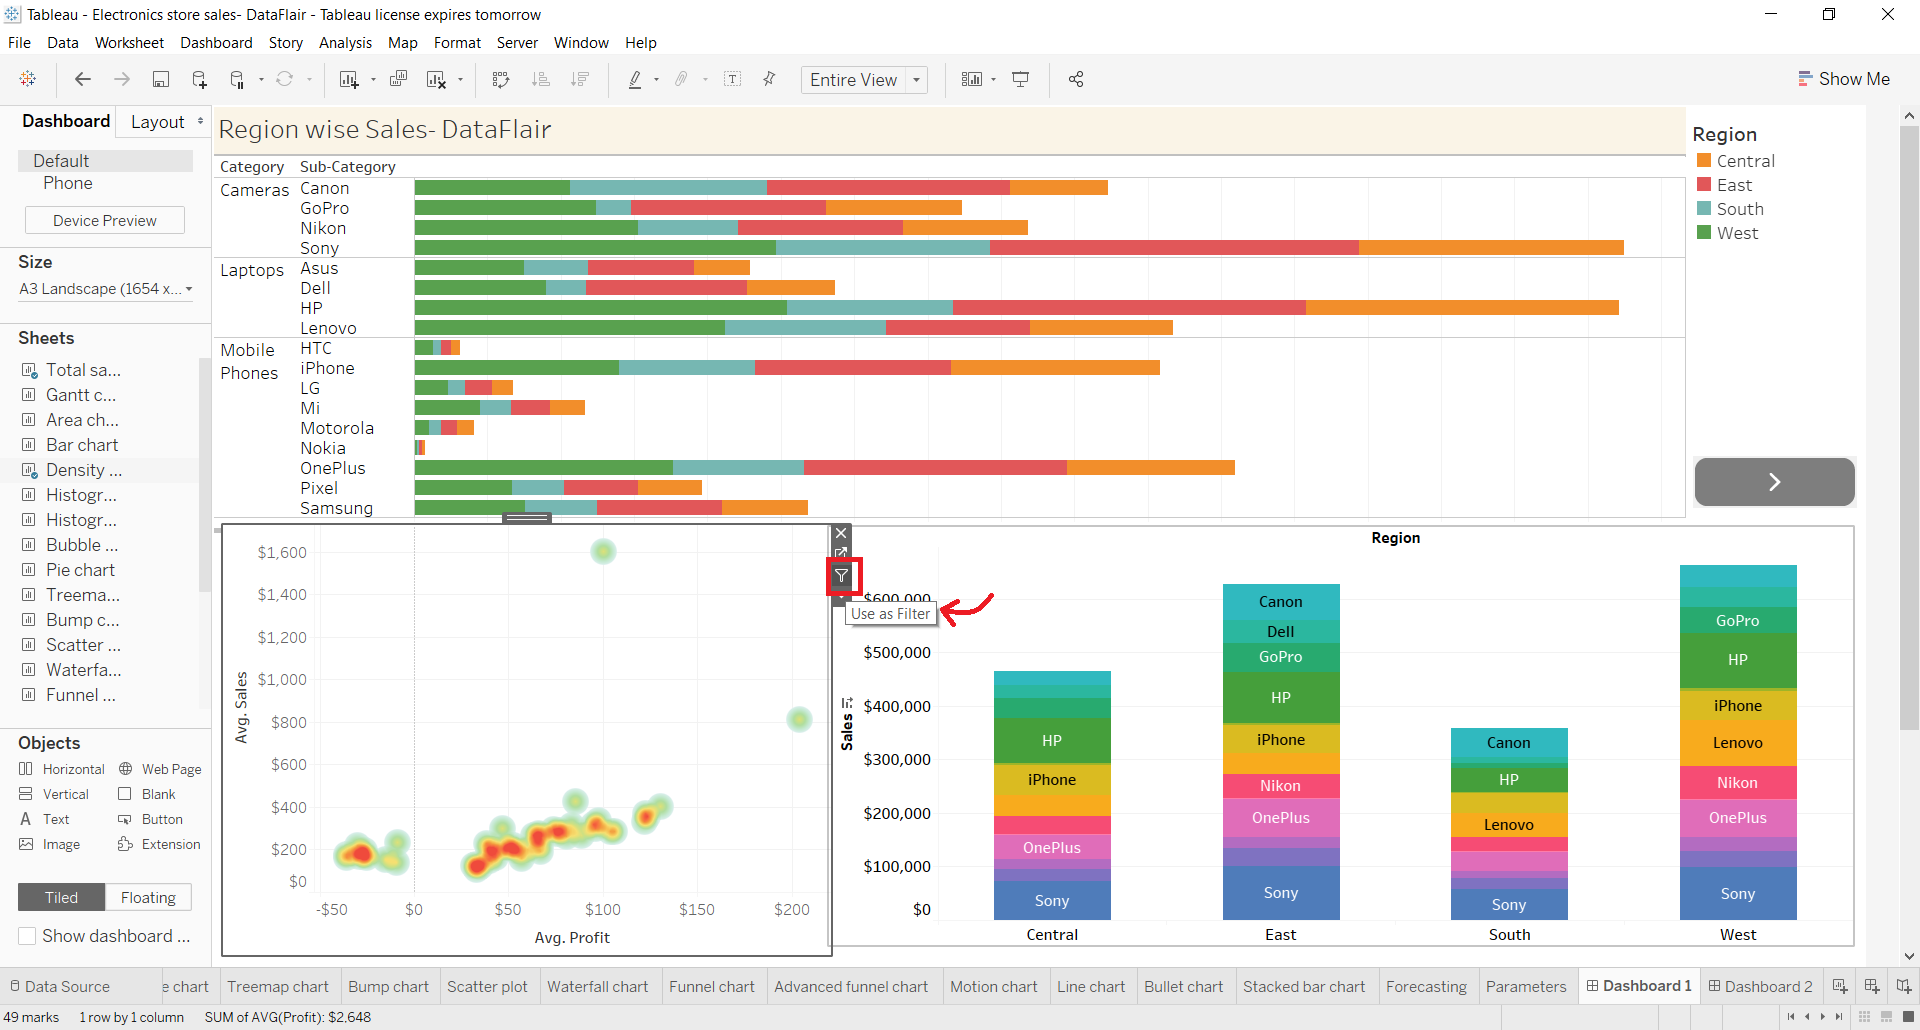 Tableau - Electronics store sales- DataFlair - Tableau license expires tomorrow
File Data Worksheet Dashboard Story Analysis Map Format Server Window Help
Entire View
Show Me
Dashboard Layout
Default
Phone
Device Preview
Size
A3 Landscape (1654 x...
Sheets
Total sa...
Gantt c...
Area ch...
Bar chart
Density ...
Histogr...
Histogr...
Bubble ...
Pie chart
Treema...
Bump c...
Scatter ...
Waterfa...
Funnel ...
Objects
Horizontal Web Page
Vertical Blank
Text Button
Image Extension
Tiled Floating
Show dashboard ...
Region wise Sales- DataFlair
Category Sub-Category
Cameras Canon
GoPro
Nikon
Sony
Laptops Asus
Dell
HP
Lenovo
Mobile Phones HTC
iPhone
LG
Mi
Motorola
Nokia
OnePlus
Pixel
Samsung
Region
Central
East
South
West
$1,600
$1,400
$1,200
$1,000
$800
$600
$400
$200
$0
Avg. Sales
-$50 $0 $50 $100 $150 $200
Avg. Profit
Use as Filter
Region
$600,000
$500,000
$400,000
$300,000
$200,000
$100,000
$0
Sales
HP
iPhone
OnePlus
Sony
Central
Canon
Dell
GoPro
HP
iPhone
Nikon
OnePlus
Sony
East
Canon
HP
Lenovo
Sony
South
GoPro
HP
iPhone
Lenovo
Nikon
OnePlus
Sony
West
Data Source e chart Treemap chart Bump chart Scatter plot Waterfall chart Funnel chart Advanced funnel chart Motion chart Line chart Bullet chart Stacked bar chart Forecasting Parameters Dashboard 1 Dashboard 2
49 marks 1 row by 1 column SUM of AVG(Profit): $2,648